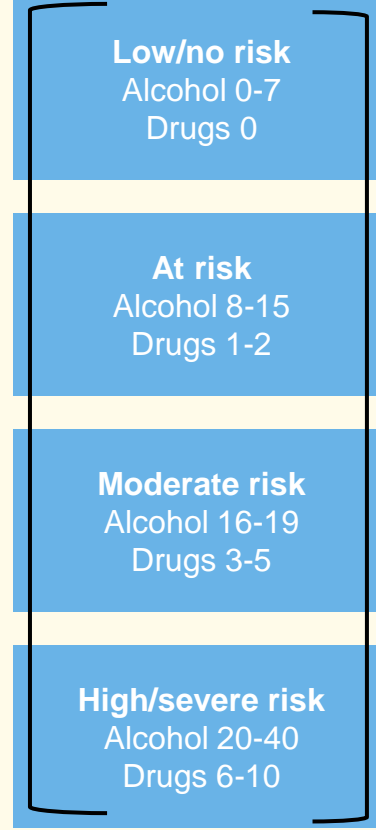 Low/no risk
Alcohol 0-7
Drugs 0
At risk
Alcohol 8-15
Drugs 1-2
Moderate risk
Alcohol 16-19
Drugs 3-5
High/severe risk
Alcohol 20-40
Drugs 6-10